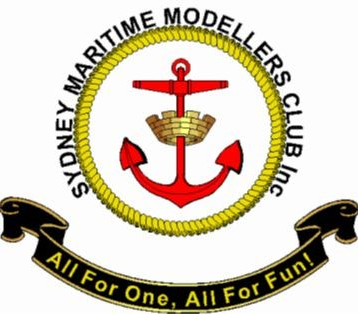 SYDNEY MARITIME MODELLERS CLUB Inc
All For One, All For Fun!